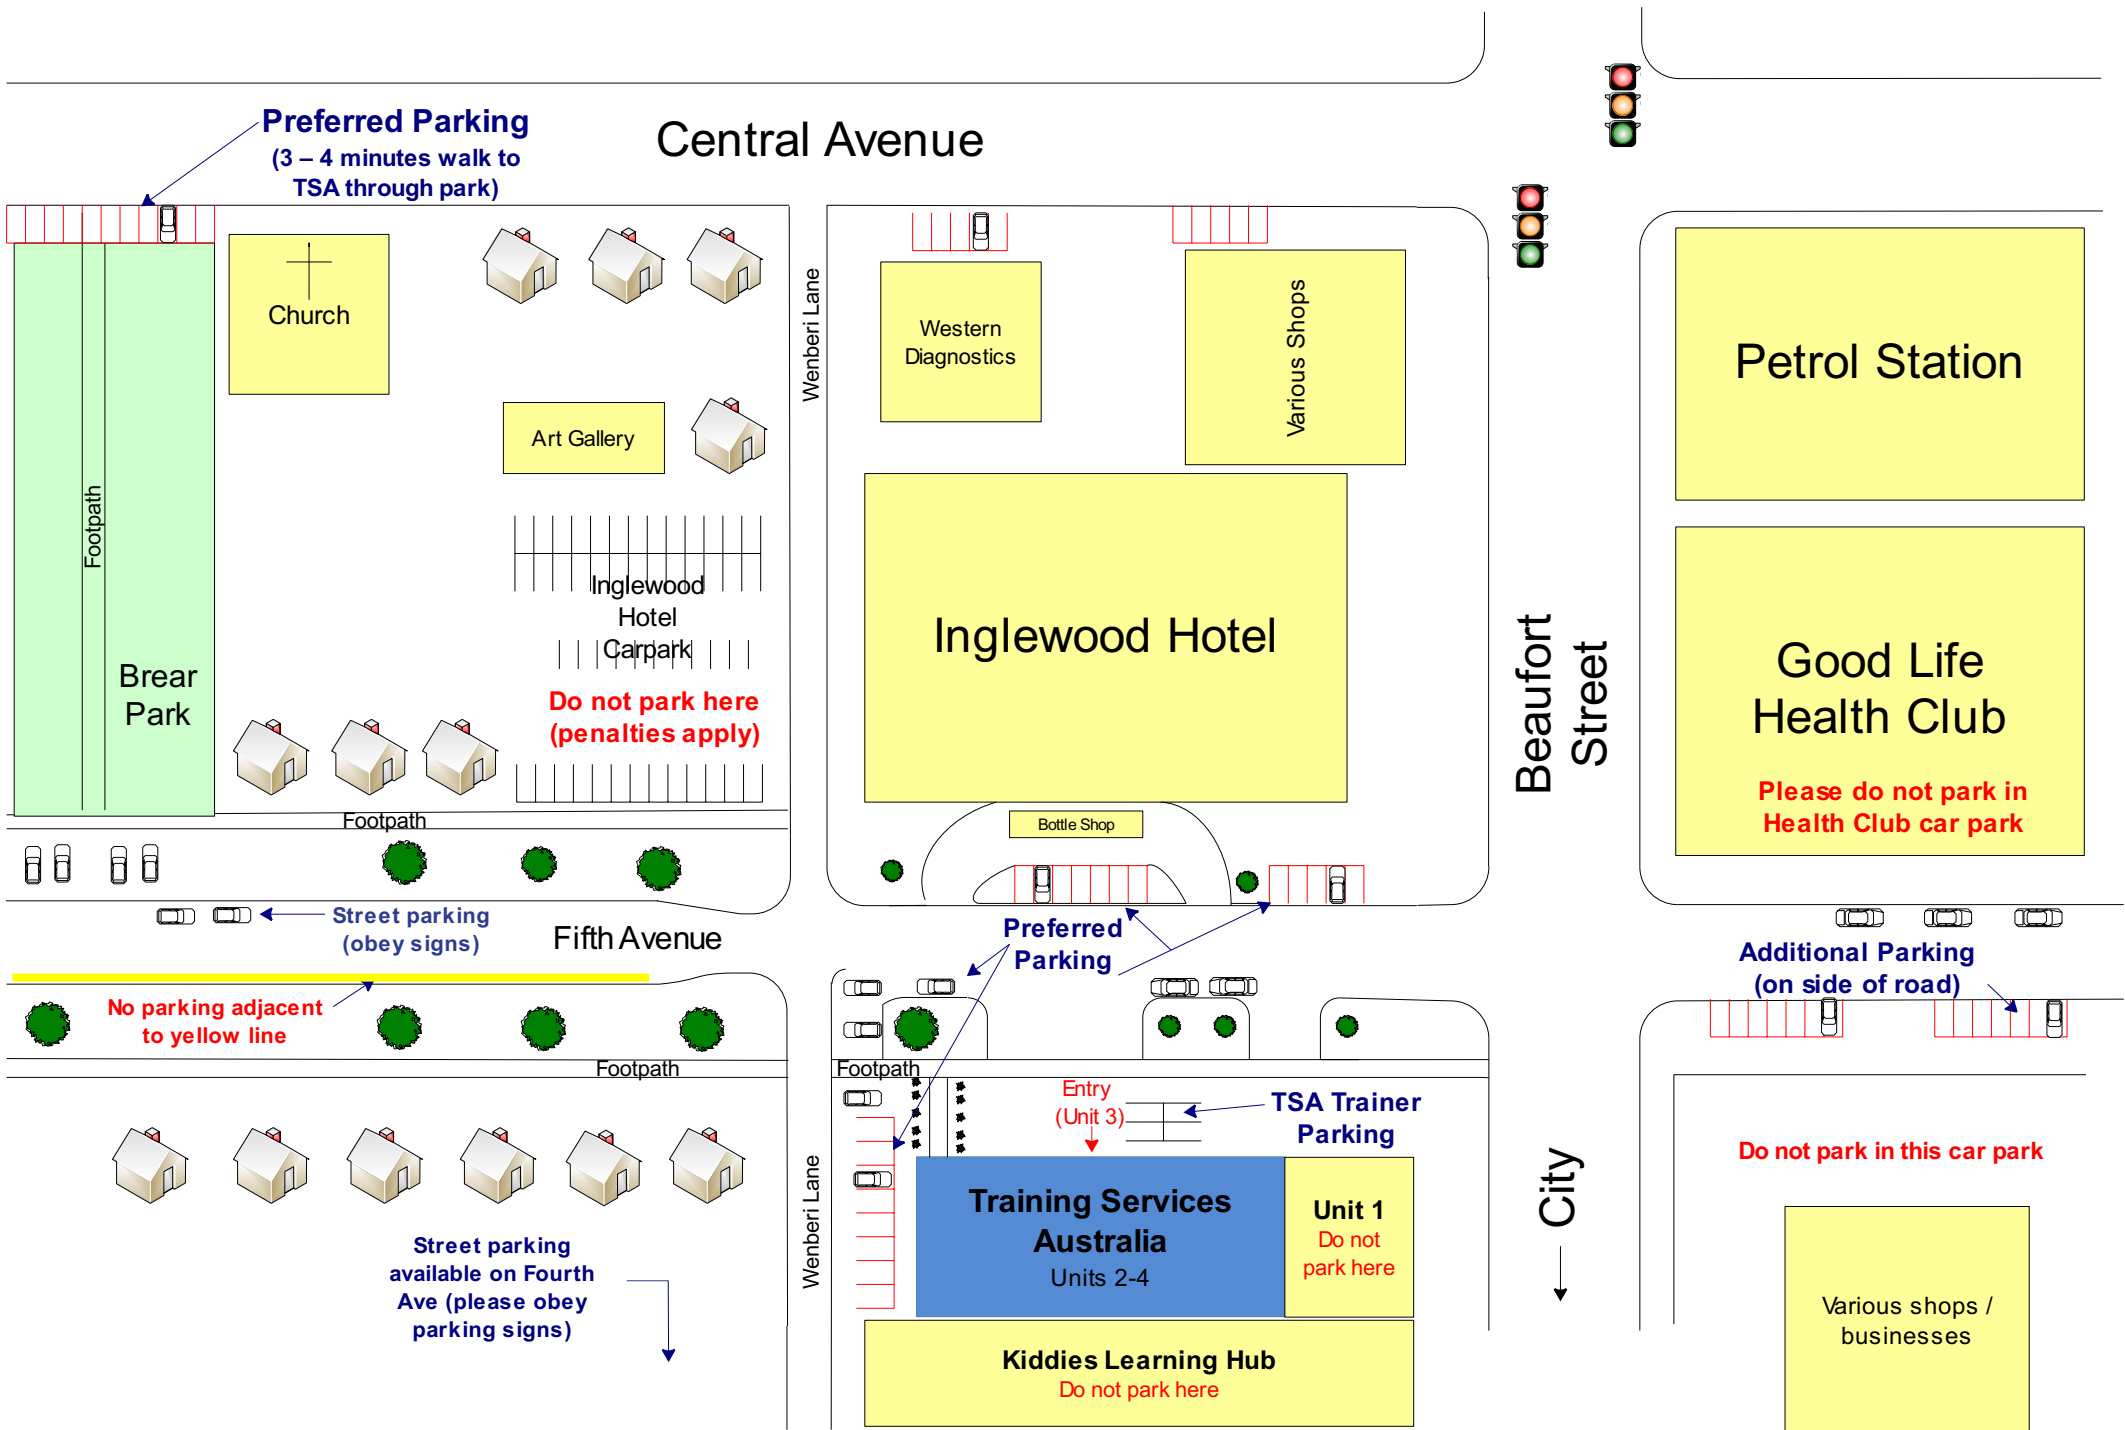 Preferred Parking
(3 – 4 minutes walk to
TSA through park)
Central Avenue
Church
Wenberi Lane
Western
Diagnostics
Various Shops
Petrol Station
Art Gallery
Footpath
Inglewood
Hotel
Carpark
Do not park here
(penalties apply)
Brear
Park
Inglewood Hotel
Beaufort
Street
Good Life
Health Club
Please do not park in
Health Club car park
Footpath
Bottle Shop
Street parking
(obey signs)
Fifth Avenue
Preferred
Parking
Additional Parking
(on side of road)
No parking adjacent
to yellow line
Footpath
Footpath
Entry
(Unit 3)
TSA Trainer
Parking
Do not park in this car park
Wenberi Lane
Training Services
Australia
Units 2-4
Unit 1
Do not
park here
City
Street parking
available on Fourth
Ave (please obey
parking signs)
Various shops /
businesses
Kiddies Learning Hub
Do not park here